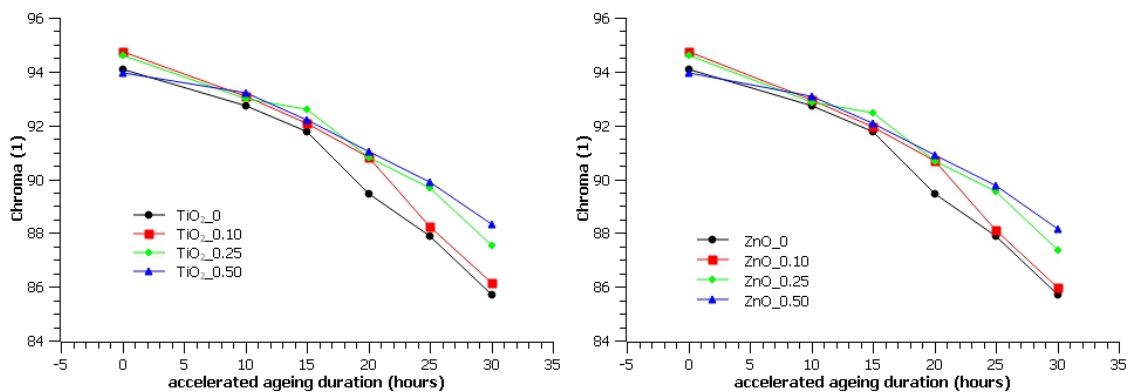 96
94
92
90
88
86
84
Chroma (1)
TiO₂_0
TiO₂_0.10
TiO₂_0.25
TiO₂_0.50
-5 0 5 10 15 20 25 30 35
accelerated ageing duration (hours)
96
94
92
90
88
86
84
Chroma (1)
ZnO_0
ZnO_0.10
ZnO_0.25
ZnO_0.50
-5 0 5 10 15 20 25 30 35
accelerated ageing duration (hours)